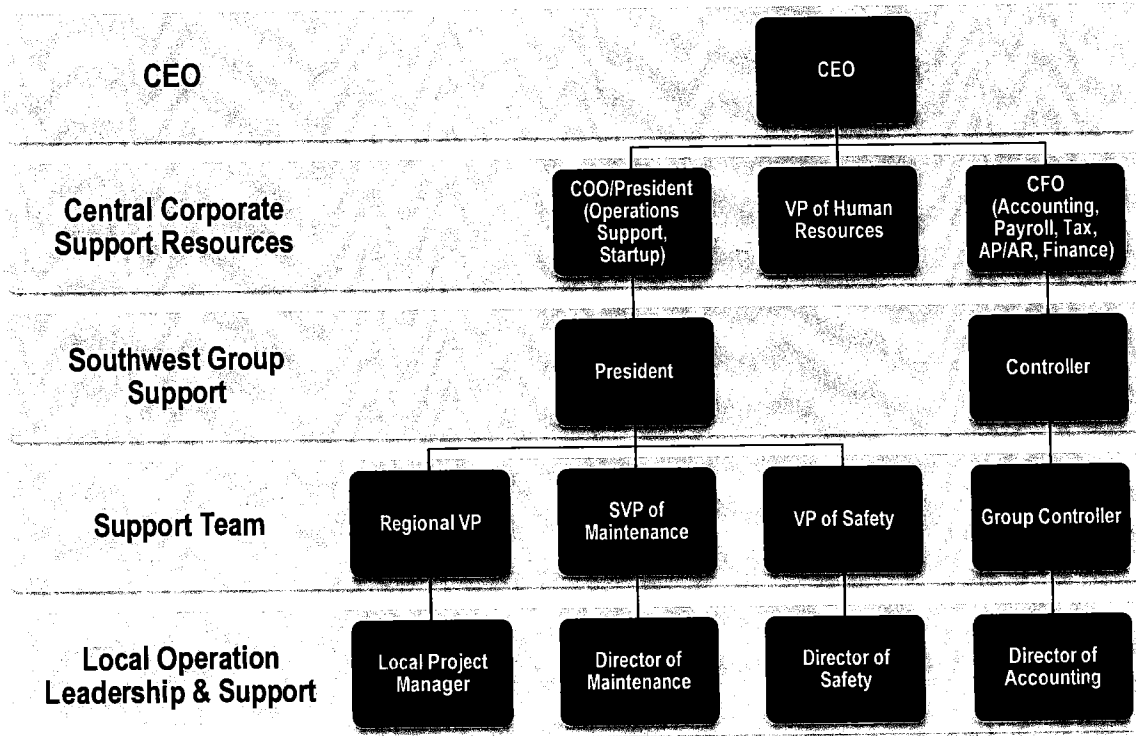 CEO
CEO
Central Corporate
Support Resources
COO/President
(Operations
Support,
Startup)
VP of Human
Resources
CFO
(Accounting,
Payroll, Tax,
AP/AR, Finance)
Southwest Group
Support
President
Controller
Support Team
Regional VP
SVP of
Maintenance
VP of Safety
Group Controller
Local Operation
Leadership & Support
Local Project
Manager
Director of
Maintenance
Director of
Safety
Director of
Accounting